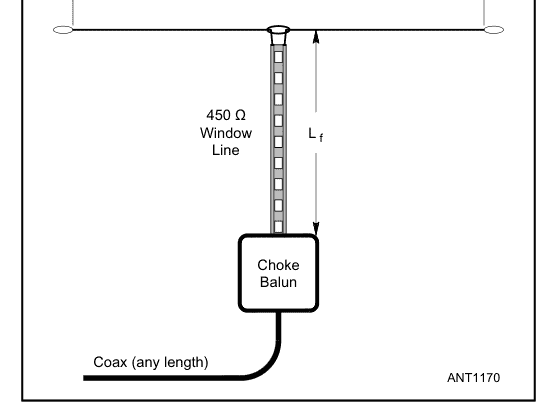 450 Ω
Window
Line
L f
Choke
Balun
Coax (any length)
ANT1170